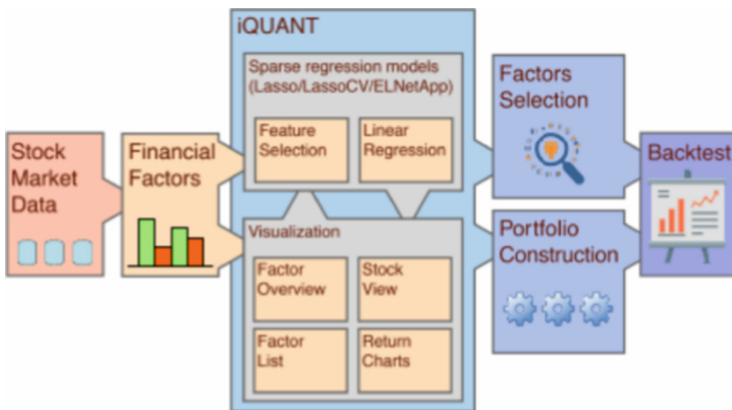 iQUANT
Sparse regression models
(Lasso/LassoCV/ELNetApp)
Feature
Selection
Linear
Regression
Visualization
Factor
Overview
Stock
View
Factor
List
Return
Charts
Stock
Market
Data
Financial
Factors
Factors
Selection
Portfolio
Construction
Backtest